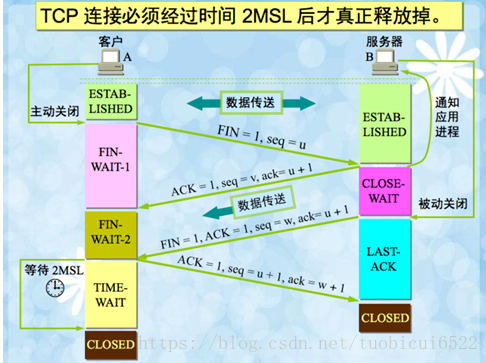 TCP 连接必须经过时间 2MSL 后才真正释放掉。
客户
A
服务器
B
主动关闭
ESTAB-
LISHED
数据传送
ESTAB-
LISHED
通知
应用
进程
FIN = 1, seq = u
FIN-
WAIT-1
ACK = 1, seq = v, ack= u + 1
CLOSE-
WAIT
数据传送
被动关闭
FIN-
WAIT-2
FIN = 1, ACK = 1, seq = w, ack= u + 1
LAST-
ACK
等待 2MSL
ACK = 1, seq = u + 1, ack = w + 1
TIME-
WAIT
CLOSED
CLOSED
https://blog.csdn.net/tuobicui6522